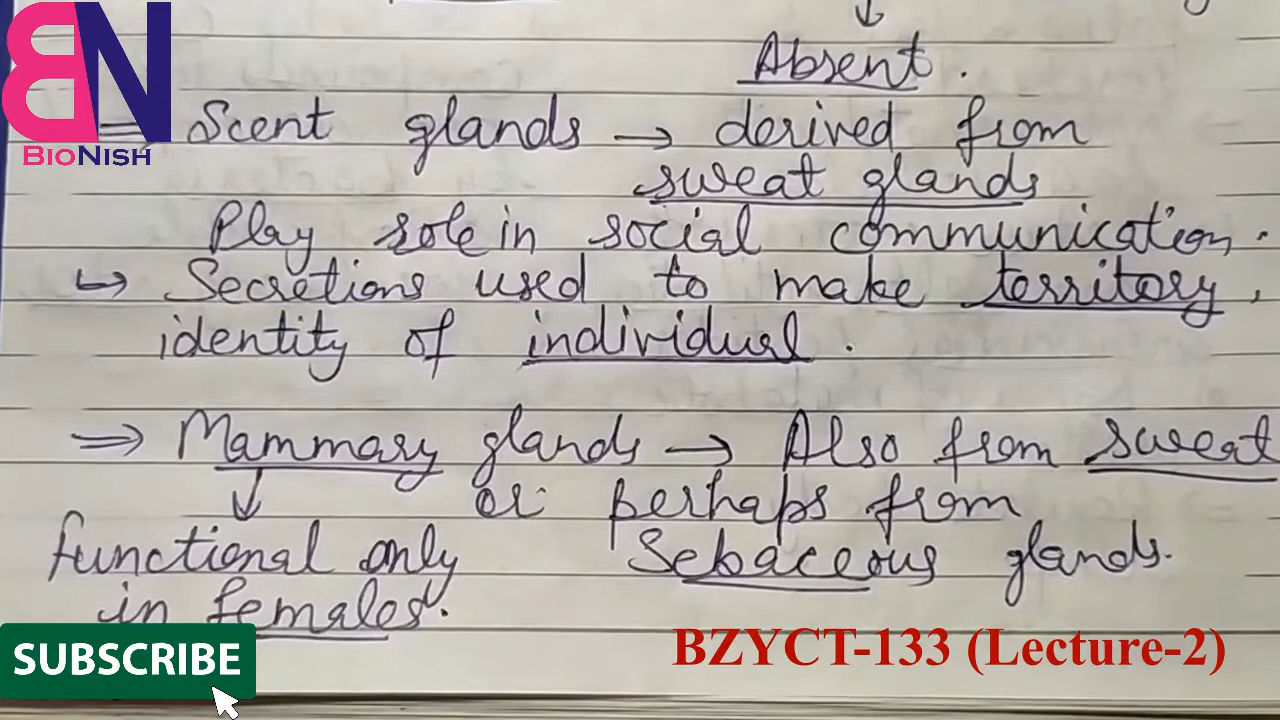 Absent.
BN
BIONISH
⇒ Scent glands → derived from
sweat glands
Play role in social communication.
↳ Secretions used to make territory,
identity of individual.
⇒ Mammary glands → Also from sweat
↓ or perhaps from
functional only Sebaceous glands.
in females.
SUBSCRIBE
BZYCT-133 (Lecture-2)